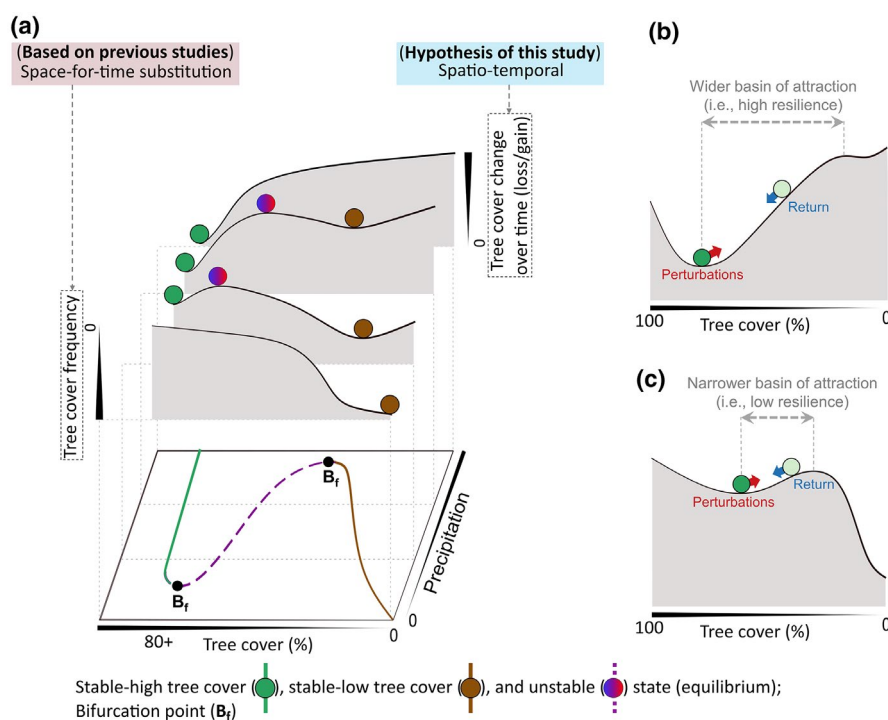 (a)
(Based on previous studies)
Space-for-time substitution
(Hypothesis of this study)
Spatio-temporal
Tree cover change
over time (loss/gain)
0
Tree cover frequency
0
B_f
B_f
Precipitation
0
80+
Tree cover (%)
0
(b)
Wider basin of attraction
(i.e., high resilience)
Return
Perturbations
100
Tree cover (%)
0
(c)
Narrower basin of attraction
(i.e., low resilience)
Perturbations
Return
100
Tree cover (%)
0
Stable-high tree cover ( ), stable-low tree cover ( ), and unstable ( ) state (equilibrium);
Bifurcation point (B_f)